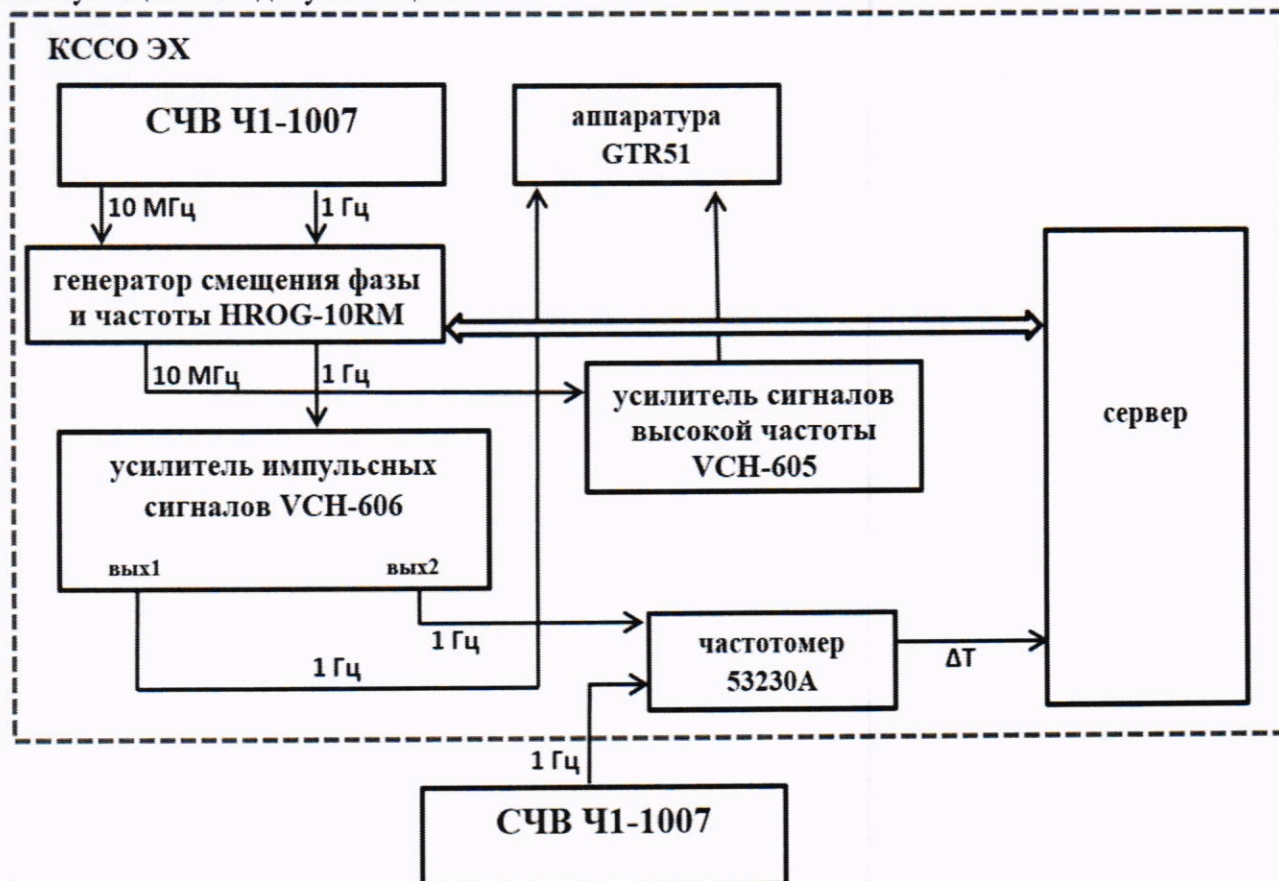 КССО ЭХ
СЧВ Ч1-1007
аппаратура
GTR51
10 МГц
1 Гц
генератор смещения фазы
и частоты HROG-10RM
10 МГц
1 Гц
усилитель сигналов
высокой частоты
VCH-605
сервер
усилитель импульсных
сигналов VCH-606
вых1
вых2
1 Гц
1 Гц
частотомер
53230A
ΔT
1 Гц
СЧВ Ч1-1007